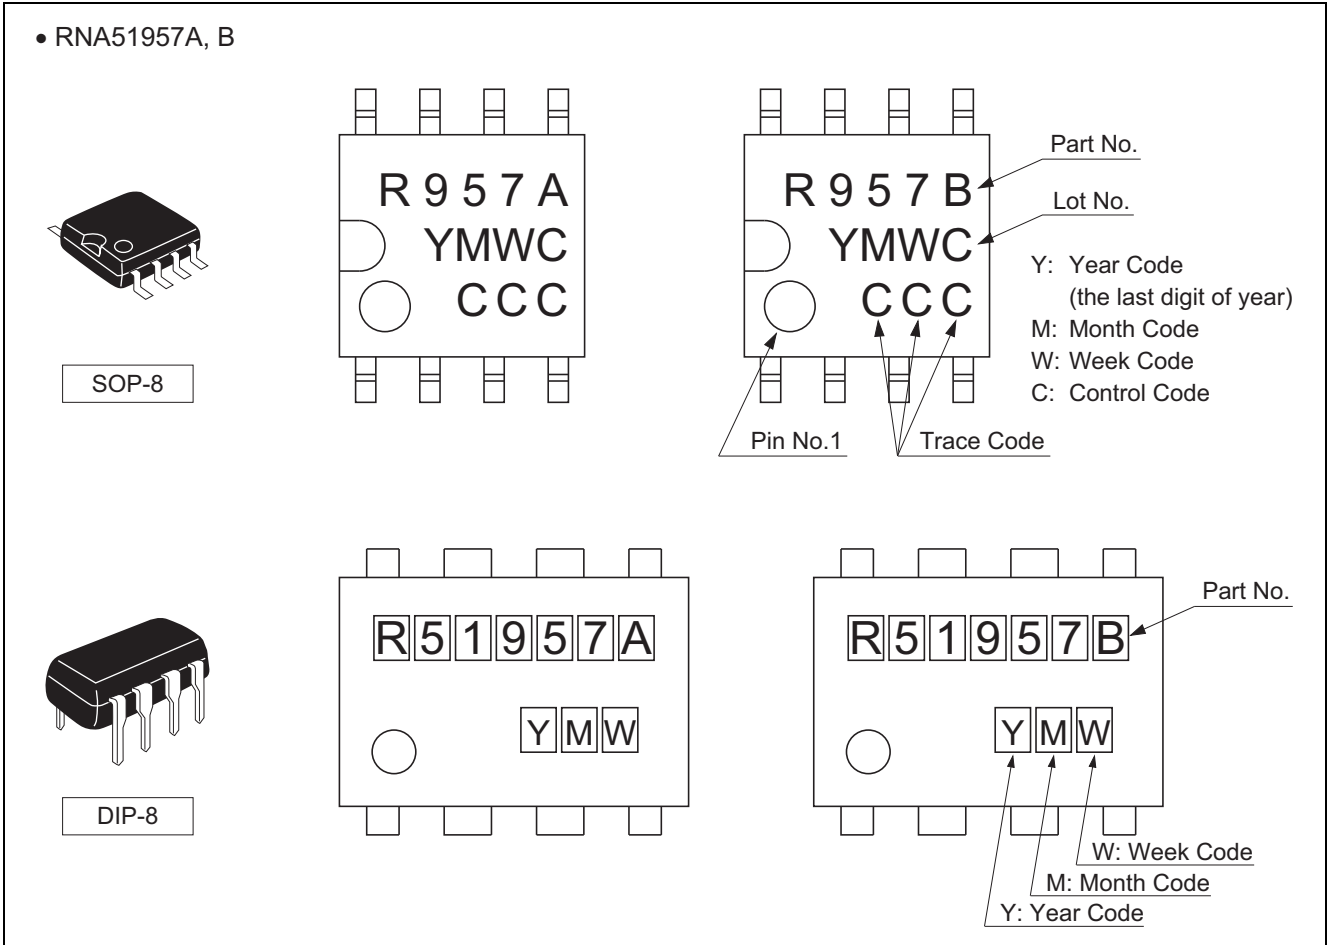 • RNA51957A, B
R957A
YMWC
CCC
R957B
YMWC
CCC
Part No.
Lot No.
Y: Year Code
(the last digit of year)
M: Month Code
W: Week Code
C: Control Code
SOP-8
Pin No.1
Trace Code
R51957A
YMW
R51957B
YMW
Part No.
DIP-8
W: Week Code
M: Month Code
Y: Year Code